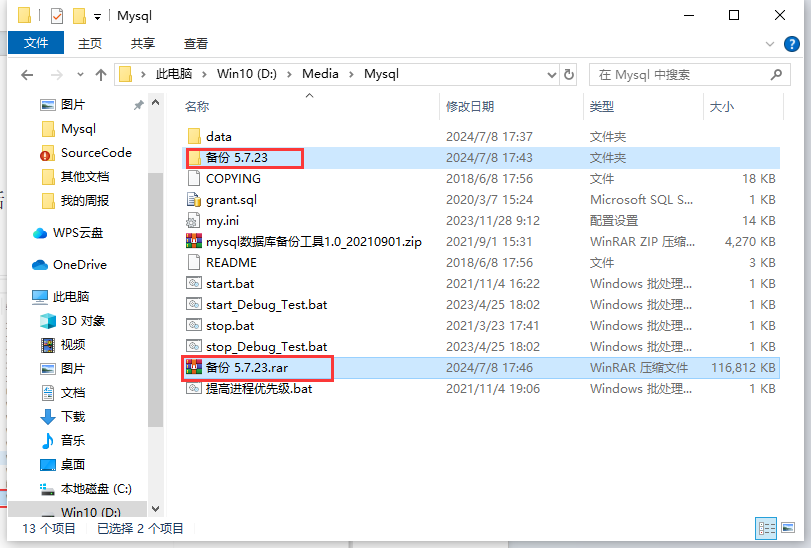 Mysql
文件 主页 共享 查看
此电脑 Win10 (D:) Media Mysql 在 Mysql 中搜索
图片
Mysql
SourceCode
其他文档
我的周报
WPS云盘
OneDrive
此电脑
3D 对象
视频
图片
文档
下载
音乐
桌面
本地磁盘 (C:)
Win10 (D:)
名称 修改日期 类型 大小
data 2024/7/8 17:37 文件夹
备份 5.7.23 2024/7/8 17:43 文件夹
COPYING 2018/6/8 17:56 文件 18 KB
grant.sql 2020/3/7 15:24 Microsoft SQL S... 1 KB
my.ini 2023/11/28 9:12 配置设置 14 KB
mysql数据库备份工具1.0_20210901.zip 2021/9/1 15:31 WinRAR ZIP 压缩... 4,270 KB
README 2018/6/8 17:56 文件 3 KB
start.bat 2021/11/4 16:22 Windows 批处理... 1 KB
start_Debug_Test.bat 2023/4/25 18:02 Windows 批处理... 1 KB
stop.bat 2021/3/23 17:41 Windows 批处理... 1 KB
stop_Debug_Test.bat 2023/4/25 18:02 Windows 批处理... 1 KB
备份 5.7.23.rar 2024/7/8 17:46 WinRAR 压缩文件 116,812 KB
提高进程优先级.bat 2021/11/4 19:06 Windows 批处理... 1 KB
13 个项目 已选择 2 个项目